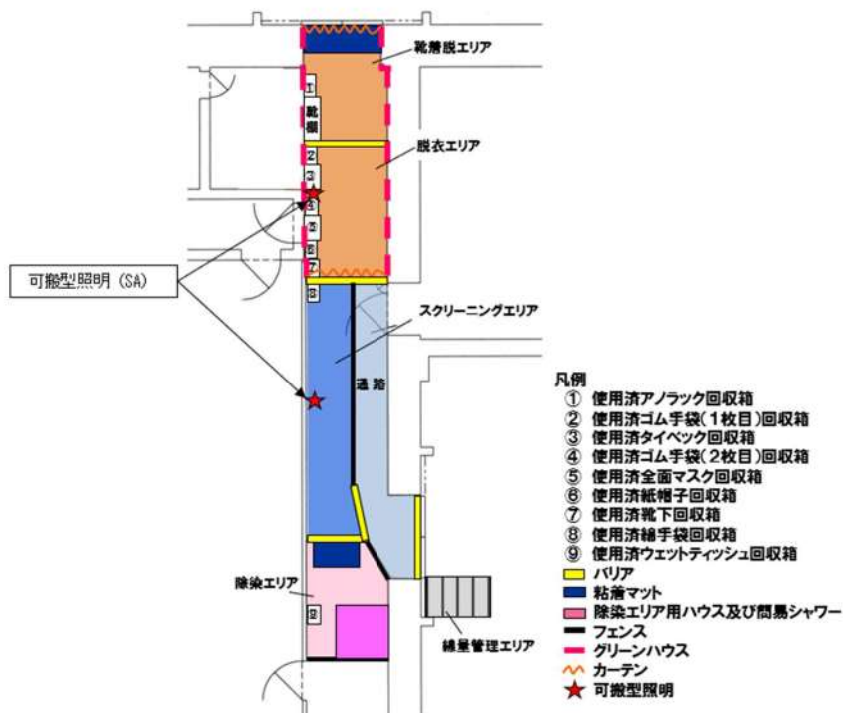 靴着脱エリア
①
靴棚
②
脱衣エリア
③
④
⑤
⑥
⑦
可搬型照明 (SA)
⑧
スクリーニングエリア
通路
除染エリア
⑨
線量管理エリア
凡例
① 使用済アノラック回収箱
② 使用済ゴム手袋(1枚目)回収箱
③ 使用済タイベック回収箱
④ 使用済ゴム手袋(2枚目)回収箱
⑤ 使用済全面マスク回収箱
⑥ 使用済紙帽子回収箱
⑦ 使用済靴下回収箱
⑧ 使用済綿手袋回収箱
⑨ 使用済ウェットティッシュ回収箱
バリア
粘着マット
除染エリア用ハウス及び簡易シャワー
フェンス
グリーンハウス
カーテン
可搬型照明